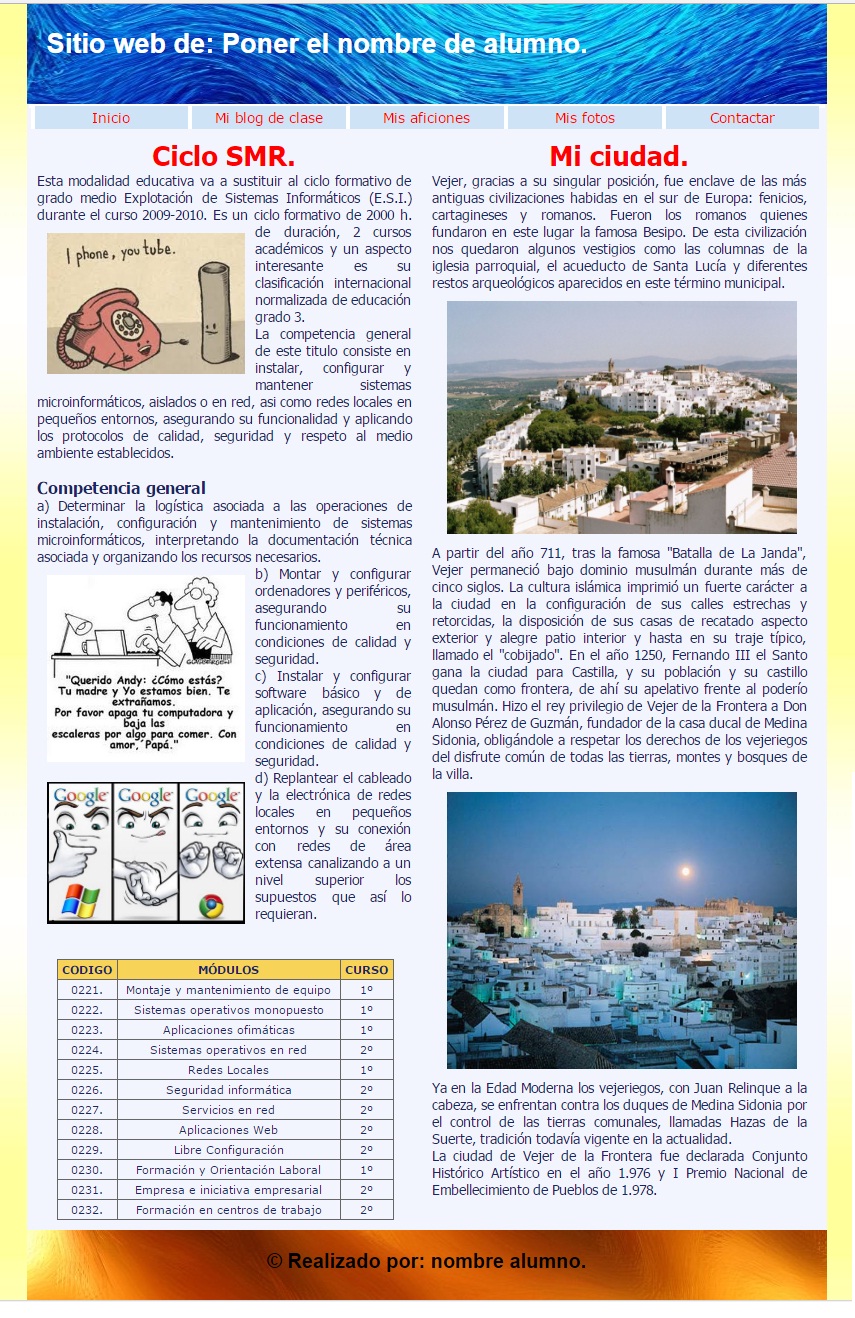 Sitio web de: Poner el nombre de alumno.
Inicio
Mi blog de clase
Mis aficiones
Mis fotos
Contactar
Ciclo SMR.
Esta modalidad educativa va a sustituir al ciclo formativo de
grado medio Explotación de Sistemas Informáticos (E.S.I.)
durante el curso 2009-2010. Es un ciclo formativo de 2000 h.
I phone, you tube.
de duración, 2 cursos
académicos y un aspecto
interesante es su
clasificación internacional
normalizada de educación
grado 3.
La competencia general
de este titulo consiste en
instalar, configurar y
mantener sistemas
microinformáticos, aislados o en red, asi como redes locales en
pequeños entornos, asegurando su funcionalidad y aplicando
los protocolos de calidad, seguridad y respeto al medio
ambiente establecidos.
Competencia general
a) Determinar la logística asociada a las operaciones de
instalación, configuración y mantenimiento de sistemas
microinformáticos, interpretando la documentación técnica
asociada y organizando los recursos necesarios.
"Querido Andy: ¿Cómo estás?
Tu madre y Yo estamos bien. Te
extrañamos.
Por favor apaga tu computadora y
baja las
escaleras por algo para comer. Con
amor,´Papá."
b) Montar y configurar
ordenadores y periféricos,
asegurando su
funcionamiento en
condiciones de calidad y
seguridad.
c) Instalar y configurar
software básico y de
aplicación, asegurando su
funcionamiento en
condiciones de calidad y
seguridad.
Google
Google
Google
d) Replantear el cableado
y la electrónica de redes
locales en pequeños
entornos y su conexión
con redes de área
extensa canalizando a un
nivel superior los
supuestos que así lo
requieran.
CODIGO MÓDULOS CURSO
0221. Montaje y mantenimiento de equipo 1º
0222. Sistemas operativos monopuesto 1º
0223. Aplicaciones ofimáticas 1º
0224. Sistemas operativos en red 2º
0225. Redes Locales 1º
0226. Seguridad informática 2º
0227. Servicios en red 2º
0228. Aplicaciones Web 2º
0229. Libre Configuración 2º
0230. Formación y Orientación Laboral 1º
0231. Empresa e iniciativa empresarial 2º
0232. Formación en centros de trabajo 2º
Mi ciudad.
Vejer, gracias a su singular posición, fue enclave de las más
antiguas civilizaciones habidas en el sur de Europa: fenicios,
cartagineses y romanos. Fueron los romanos quienes
fundaron en este lugar la famosa Besipo. De esta civilización
nos quedaron algunos vestigios como las columnas de la
iglesia parroquial, el acueducto de Santa Lucía y diferentes
restos arqueológicos aparecidos en este término municipal.
A partir del año 711, tras la famosa "Batalla de La Janda",
Vejer permaneció bajo dominio musulmán durante más de
cinco siglos. La cultura islámica imprimió un fuerte carácter a
la ciudad en la configuración de sus calles estrechas y
retorcidas, la disposición de sus casas de recatado aspecto
exterior y alegre patio interior y hasta en su traje típico,
llamado el "cobijado". En el año 1250, Fernando III el Santo
gana la ciudad para Castilla, y su población y su castillo
quedan como frontera, de ahí su apelativo frente al poderío
musulmán. Hizo el rey privilegio de Vejer de la Frontera a Don
Alonso Pérez de Guzmán, fundador de la casa ducal de Medina
Sidonia, obligándole a respetar los derechos de los vejeriegos
del disfrute común de todas las tierras, montes y bosques de
la villa.
Ya en la Edad Moderna los vejeriegos, con Juan Relinque a la
cabeza, se enfrentan contra los duques de Medina Sidonia por
el control de las tierras comunales, llamadas Hazas de la
Suerte, tradición todavía vigente en la actualidad.
La ciudad de Vejer de la Frontera fue declarada Conjunto
Histórico Artístico en el año 1.976 y I Premio Nacional de
Embellecimiento de Pueblos de 1.978.
© Realizado por: nombre alumno.